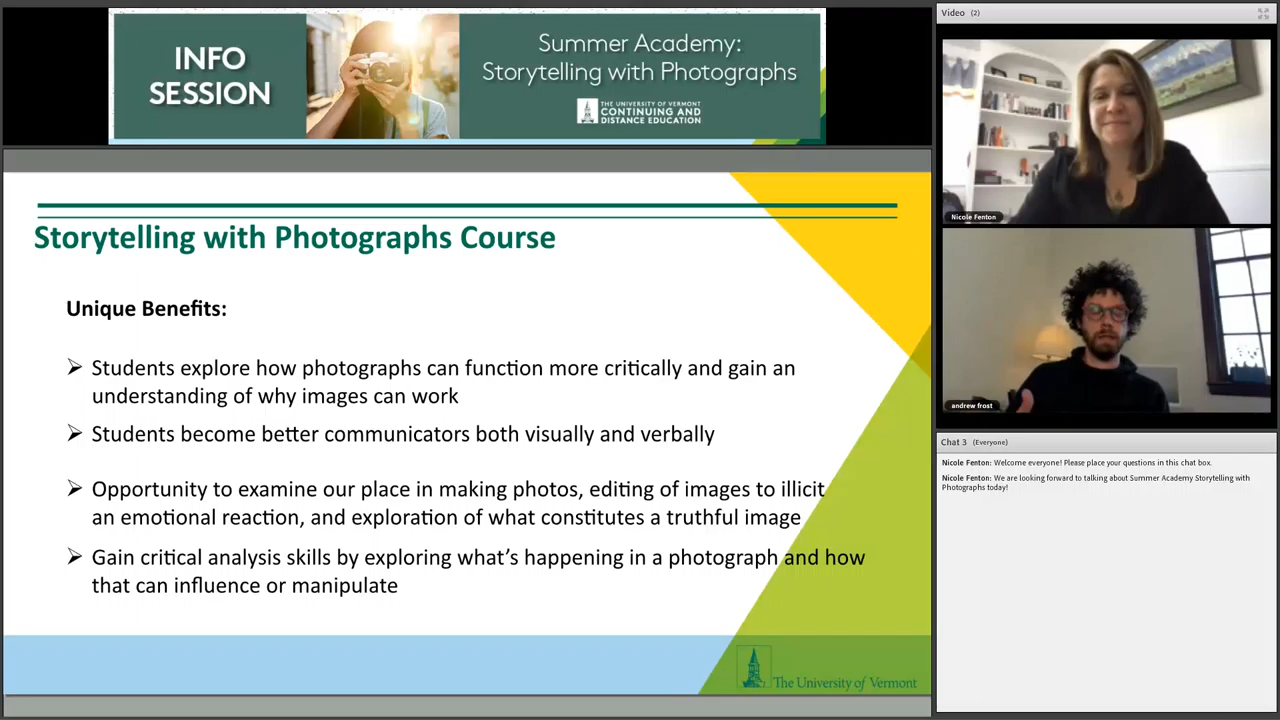 INFO
SESSION
Summer Academy:
Storytelling with Photographs
THE UNIVERSITY OF VERMONT
CONTINUING AND
DISTANCE EDUCATION
Storytelling with Photographs Course
Unique Benefits:
➢ Students explore how photographs can function more critically and gain an
understanding of why images can work
➢ Students become better communicators both visually and verbally
➢ Opportunity to examine our place in making photos, editing of images to illicit
an emotional reaction, and exploration of what constitutes a truthful image
➢ Gain critical analysis skills by exploring what's happening in a photograph and how
that can influence or manipulate
The University of Vermont
Video (2)
Nicole Fenton
andrew frost
Chat 3 (Everyone)
Nicole Fenton: Welcome everyone! Please place your questions in this chat box.
Nicole Fenton: We are looking forward to talking about Summer Academy Storytelling with
Photographs today!